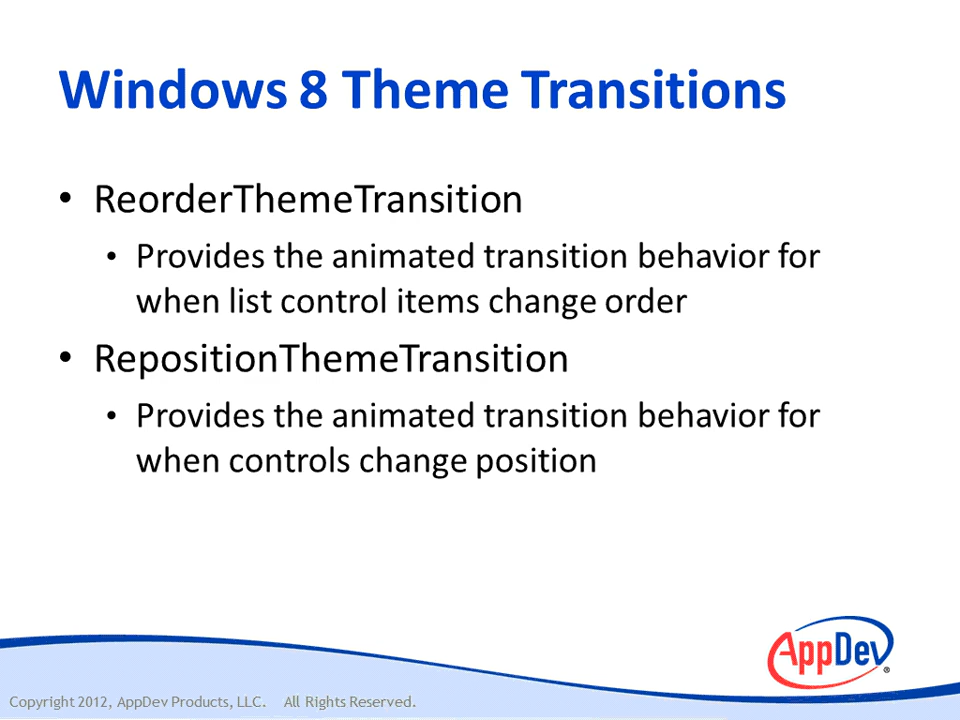 Windows 8 Theme Transitions
• ReorderThemeTransition
• Provides the animated transition behavior for
when list control items change order
• RepositionThemeTransition
• Provides the animated transition behavior for
when controls change position
AppDev®
Copyright 2012, AppDev Products, LLC. All Rights Reserved.